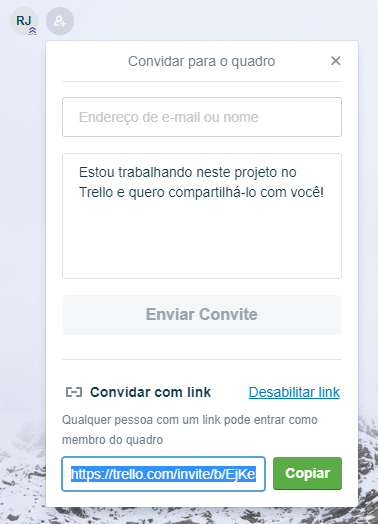 RJ
Convidar para o quadro
Endereço de e-mail ou nome
Estou trabalhando neste projeto no
Trello e quero compartilhá-lo com você!
Enviar Convite
Convidar com link
Desabilitar link
Qualquer pessoa com um link pode entrar como
membro do quadro
https://trello.com/invite/b/EjKe
Copiar